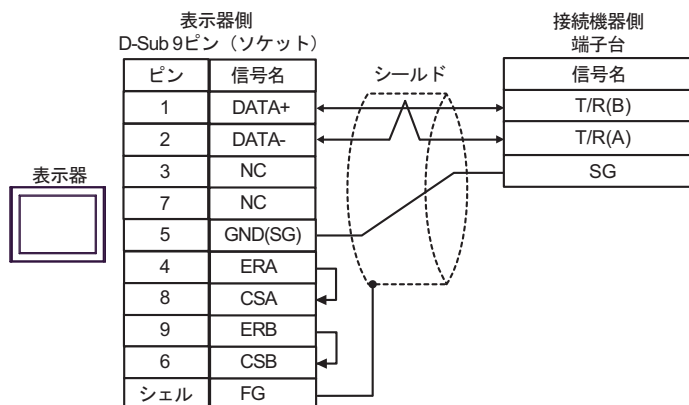 表示器側
D-Sub 9ピン（ソケット）
接続機器側
端子台
ピン 信号名
シールド
信号名
1 DATA+
T/R(B)
2 DATA-
T/R(A)
3 NC
SG
表示器
7 NC
5 GND(SG)
4 ERA
8 CSA
9 ERB
6 CSB
シェル FG